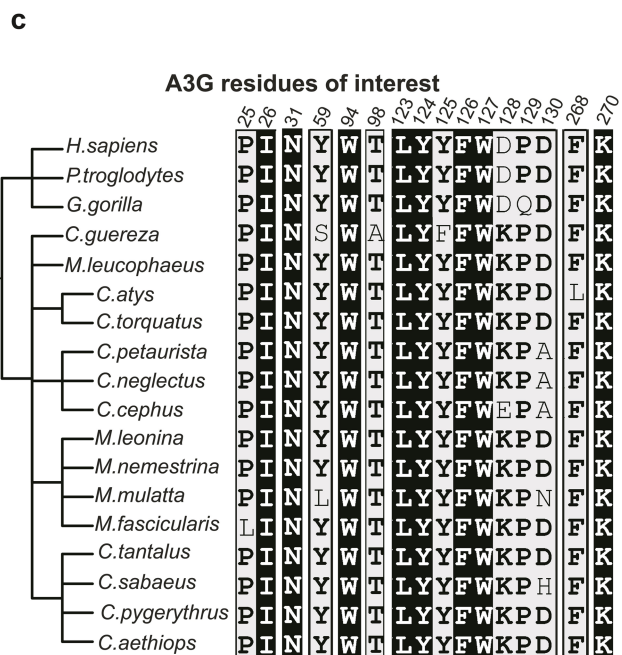 c
A3G residues of interest
25 26 31 59 94 98 123 124 125 126 127 128 129 130 268 270
H.sapiens P I N Y W T L Y Y F W D P D F K
P.troglodytes P I N Y W T L Y Y F W D P D F K
G.gorilla P I N Y W T L Y Y F W D Q D F K
C.guereza P I N S W A L Y F F W K P D F K
M.leucophaeus P I N Y W T L Y Y F W K P D F K
C.atys P I N Y W T L Y Y F W K P D L K
C.torquatus P I N Y W T L Y Y F W K P D F K
C.petaurista P I N Y W T L Y Y F W K P A F K
C.neglectus P I N Y W T L Y Y F W K P A F K
C.cephus P I N Y W T L Y Y F W E P A F K
M.leonina P I N Y W T L Y Y F W K P D F K
M.nemestrina P I N Y W T L Y Y F W K P D F K
M.mulatta P I N L W T L Y Y F W K P N F K
M.fascicularis L I N Y W T L Y Y F W K P D F K
C.tantalus P I N Y W T L Y Y F W K P D F K
C.sabaeus P I N Y W T L Y Y F W K P H F K
C.pygerythrus P I N Y W T L Y Y F W K P D F K
C.aethiops P I N Y W T L Y Y F W K P D F K